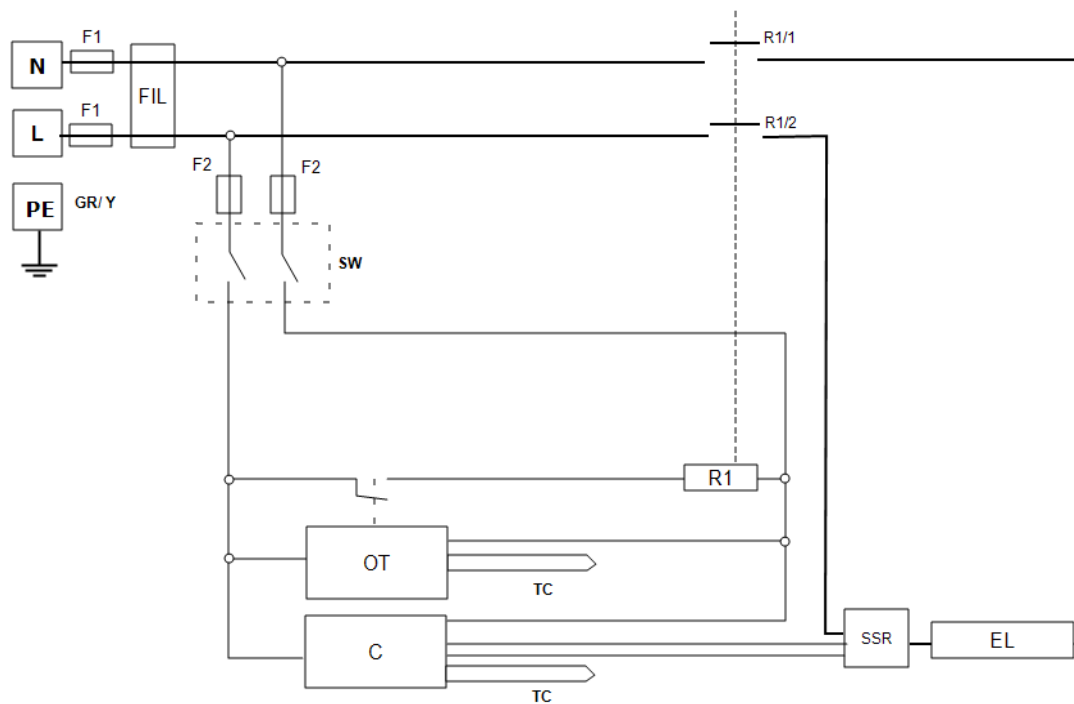 F1
R1/1
N
FIL
F1
L
R1/2
F2
F2
PE
GR/ Y
SW
R1
OT
TC
C
SSR
EL
TC